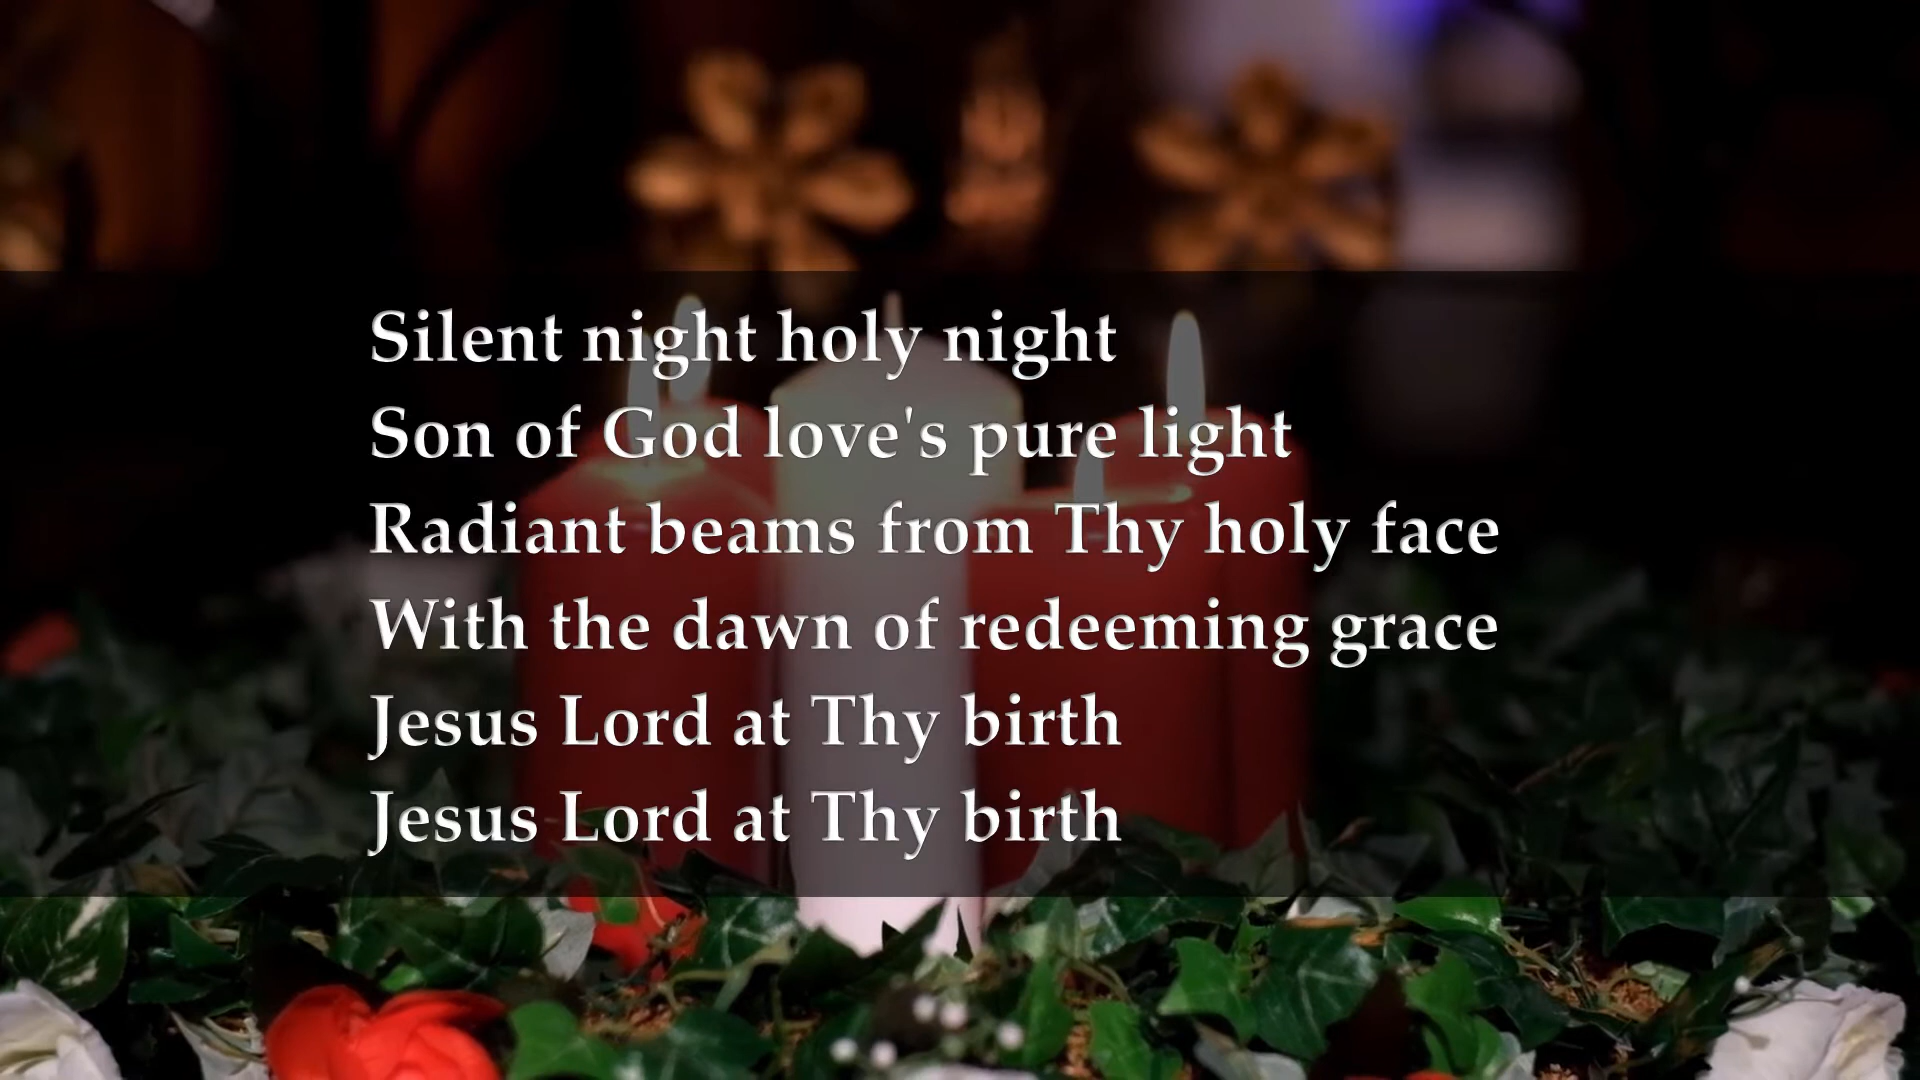 Silent night holy night
Son of God love's pure light
Radiant beams from Thy holy face
With the dawn of redeeming grace
Jesus Lord at Thy birth
Jesus Lord at Thy birth